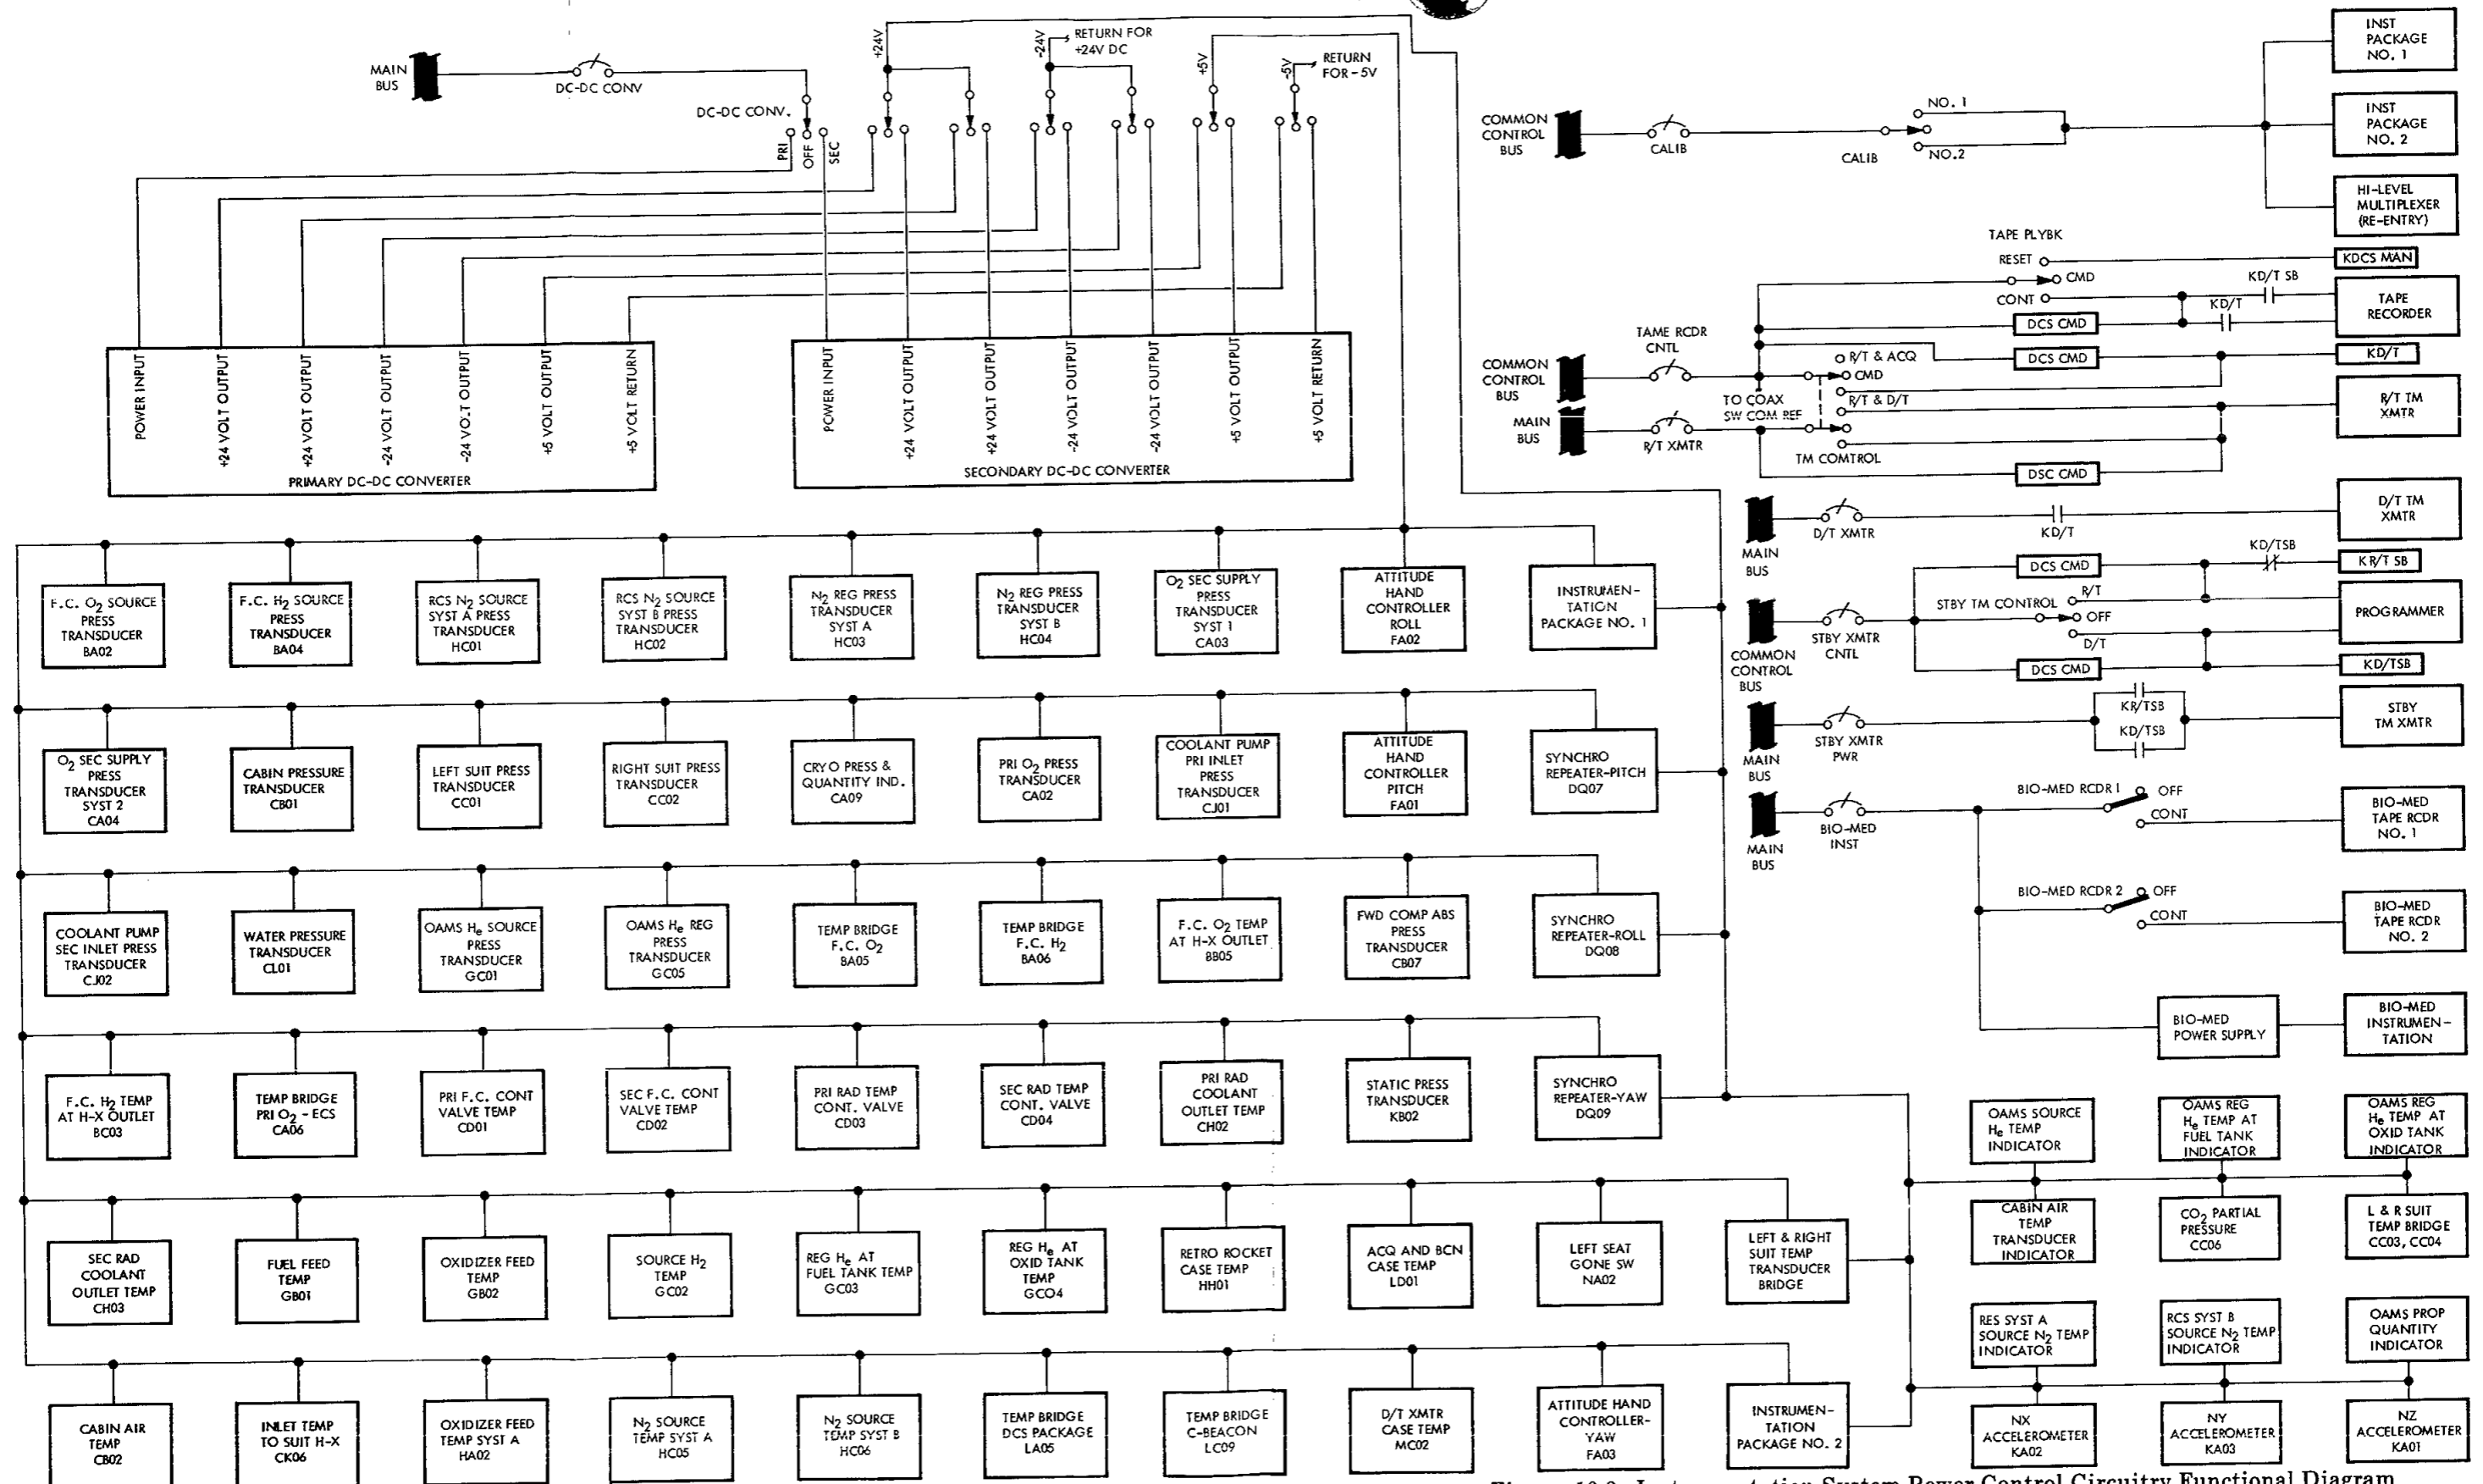 MAIN
BUS
DC-DC CONV
DC-DC CONV.
PRI
OFF
SEC
+24V
-24V
RETURN FOR
+24V DC
+5V
-5V
RETURN
FOR -5V
POWER INPUT
+24 VOLT OUTPUT
+24 VOLT OUTPUT
-24 VOLT OUTPUT
-24 VOLT OUTPUT
+5 VOLT OUTPUT
+5 VOLT RETURN
PRIMARY DC-DC CONVERTER
POWER INPUT
+24 VOLT OUTPUT
+24 VOLT OUTPUT
-24 VOLT OUTPUT
-24 VOLT OUTPUT
+5 VOLT OUTPUT
+5 VOLT RETURN
SECONDARY DC-DC CONVERTER
COMMON
CONTROL
BUS
CALIB
CALIB
NO. 1
NO.2
INST
PACKAGE
NO. 1
INST
PACKAGE
NO. 2
HI-LEVEL
MULTIPLEXER
(RE-ENTRY)
TAPE PLYBK
RESET
CMD
CONT
KDCS MAN
KD/T SB
KD/T
TAPE
RECORDER
DCS CMD
TAME RCDR
CNTL
COMMON
CONTROL
BUS
R/T & ACQ
CMD
DCS CMD
KD/T
TO COAX
SW COM REF
R/T & D/T
R/T TM
XMTR
MAIN
BUS
R/T XMTR
TM COMTROL
DSC CMD
MAIN
BUS
D/T XMTR
KD/T
D/T TM
XMTR
DCS CMD
KD/TSB
KR/T SB
COMMON
CONTROL
BUS
STBY XMTR
CNTL
STBY TM CONTROL
R/T
OFF
D/T
PROGRAMMER
DCS CMD
KD/TSB
MAIN
BUS
STBY XMTR
PWR
KR/TSB
KD/TSB
STBY
TM XMTR
MAIN
BUS
BIO-MED
INST
BIO-MED RCDR 1
OFF
CONT
BIO-MED
TAPE RCDR
NO. 1
BIO-MED RCDR 2
OFF
CONT
BIO-MED
TAPE RCDR
NO. 2
BIO-MED
POWER SUPPLY
BIO-MED
INSTRUMEN-
TATION
F.C. O2 SOURCE
PRESS
TRANSDUCER
BA02
F.C. H2 SOURCE
PRESS
TRANSDUCER
BA04
RCS N2 SOURCE
SYST A PRESS
TRANSDUCER
HC01
RCS N2 SOURCE
SYST B PRESS
TRANSDUCER
HC02
N2 REG PRESS
TRANSDUCER
SYST A
HC03
N2 REG PRESS
TRANSDUCER
SYST B
HC04
O2 SEC SUPPLY
PRESS
TRANSDUCER
SYST 1
CA03
ATTITUDE
HAND
CONTROLLER
ROLL
FA02
INSTRUMEN-
TATION
PACKAGE NO. 1
O2 SEC SUPPLY
PRESS
TRANSDUCER
SYST 2
CA04
CABIN PRESSURE
TRANSDUCER
CB01
LEFT SUIT PRESS
TRANSDUCER
CC01
RIGHT SUIT PRESS
TRANSDUCER
CC02
CRYO PRESS &
QUANTITY IND.
CA09
PRI O2 PRESS
TRANSDUCER
CA02
COOLANT PUMP
PRI INLET
PRESS
TRANSDUCER
CJ01
ATTITUDE
HAND
CONTROLLER
PITCH
FA01
SYNCHRO
REPEATER-PITCH
DQ07
COOLANT PUMP
SEC INLET PRESS
TRANSDUCER
CJ02
WATER PRESSURE
TRANSDUCER
CL01
OAMS He SOURCE
PRESS
TRANSDUCER
GC01
OAMS He REG
PRESS
TRANSDUCER
GC05
TEMP BRIDGE
F.C. O2
BA05
TEMP BRIDGE
F.C. H2
BA06
F.C. O2 TEMP
AT H-X OUTLET
BB05
FWD COMP ABS
PRESS
TRANSDUCER
CB07
SYNCHRO
REPEATER-ROLL
DQ08
F.C. H2 TEMP
AT H-X OUTLET
BC03
TEMP BRIDGE
PRI O2 - ECS
CA06
PRI F.C. CONT
VALVE TEMP
CD01
SEC F.C. CONT
VALVE TEMP
CD02
PRI RAD TEMP
CONT. VALVE
CD03
SEC RAD TEMP
CONT. VALVE
CD04
PRI RAD
COOLANT
OUTLET TEMP
CH02
STATIC PRESS
TRANSDUCER
KB02
SYNCHRO
REPEATER-YAW
DQ09
OAMS SOURCE
He TEMP
INDICATOR
OAMS REG
He TEMP AT
FUEL TANK
INDICATOR
OAMS REG
He TEMP AT
OXID TANK
INDICATOR
SEC RAD
COOLANT
OUTLET TEMP
CH03
FUEL FEED
TEMP
GB01
OXIDIZER FEED
TEMP
GB02
SOURCE H2
TEMP
GC02
REG He AT
FUEL TANK TEMP
GC03
REG He AT
OXID TANK
TEMP
GCO4
RETRO ROCKET
CASE TEMP
HH01
ACQ AND BCN
CASE TEMP
LD01
LEFT SEAT
GONE SW
NA02
LEFT & RIGHT
SUIT TEMP
TRANSDUCER
BRIDGE
CABIN AIR
TEMP
TRANSDUCER
INDICATOR
CO2 PARTIAL
PRESSURE
CC06
L & R SUIT
TEMP BRIDGE
CC03, CC04
RES SYST A
SOURCE N2 TEMP
INDICATOR
RCS SYST B
SOURCE N2 TEMP
INDICATOR
OAMS PROP
QUANTITY
INDICATOR
CABIN AIR
TEMP
CB02
INLET TEMP
TO SUIT H-X
CK06
OXIDIZER FEED
TEMP SYST A
HA02
N2 SOURCE
TEMP SYST A
HC05
N2 SOURCE
TEMP SYST B
HC06
TEMP BRIDGE
DCS PACKAGE
LA05
TEMP BRIDGE
C-BEACON
LC09
D/T XMTR
CASE TEMP
MC02
ATTITUDE HAND
CONTROLLER-
YAW
FA03
INSTRUMEN-
TATION
PACKAGE NO. 2
NX
ACCELEROMETER
KA02
NY
ACCELEROMETER
KA03
NZ
ACCELEROMETER
KA01
Instrumentation System Power Control Circuitry Functional Diagram